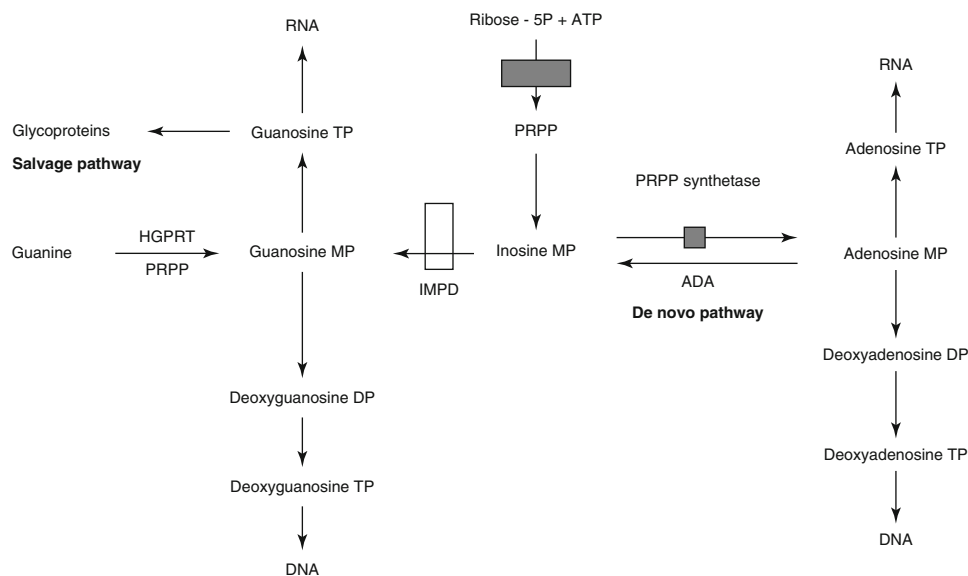 Ribose - 5P + ATP
RNA
RNA
Glycoproteins
Guanosine TP
PRPP
Salvage pathway
Adenosine TP
PRPP synthetase
HGPRT
Guanine
Guanosine MP
Inosine MP
Adenosine MP
PRPP
IMPD
ADA
De novo pathway
Deoxyadenosine DP
Deoxyguanosine DP
Deoxyadenosine TP
Deoxyguanosine TP
DNA
DNA